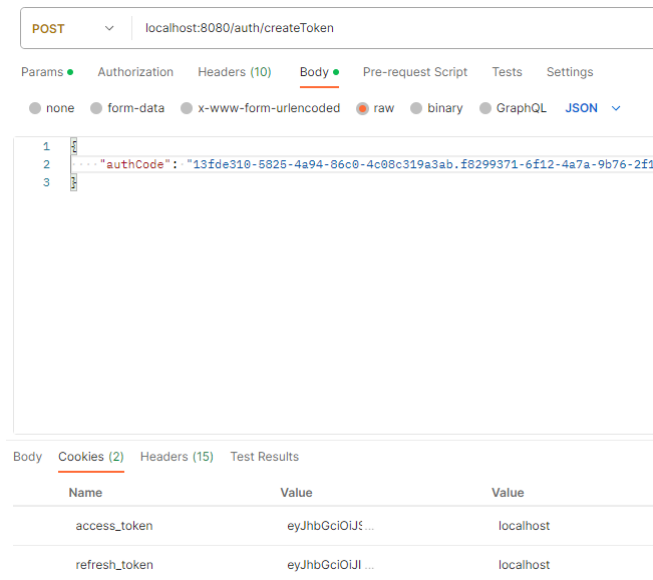 POST localhost:8080/auth/createToken
Params Authorization Headers (10) Body Pre-request Script Tests Settings
none form-data x-www-form-urlencoded raw binary GraphQL JSON
1 {
2 "authCode": "13fde310-5825-4a94-86c0-4c08c319a3ab.f8299371-6f12-4a7a-9b76-2f1
3 }
Body Cookies (2) Headers (15) Test Results
Name Value Value
access_token eyJhbGciOiJS... localhost
refresh_token eyJhbGciOiJI... localhost